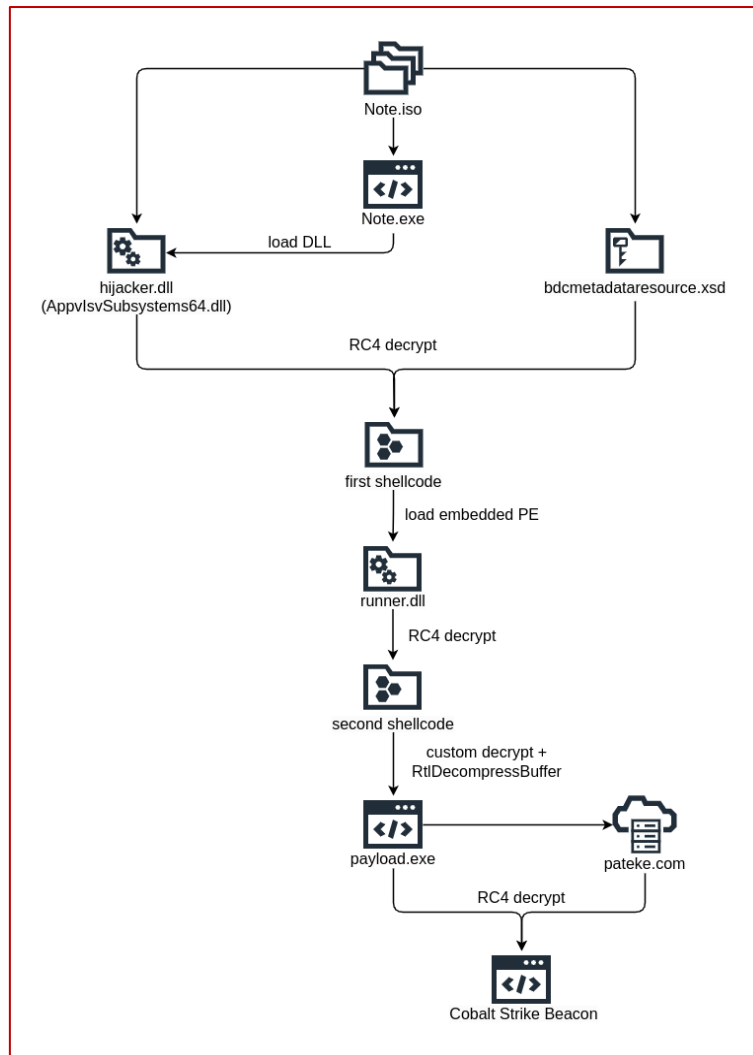 Note.iso
Note.exe
load DLL
hijacker.dll
(AppvIsvSubsystems64.dll)
bdcmetadataresource.xsd
RC4 decrypt
first shellcode
load embedded PE
runner.dll
RC4 decrypt
second shellcode
custom decrypt +
RtlDecompressBuffer
payload.exe
pateke.com
RC4 decrypt
Cobalt Strike Beacon